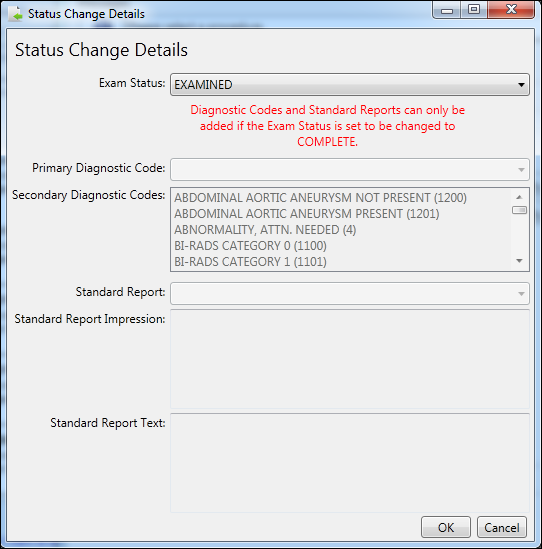 Status Change Details
Status Change Details
Exam Status: EXAMINED
Diagnostic Codes and Standard Reports can only be
added if the Exam Status is set to be changed to
COMPLETE.
Primary Diagnostic Code:
Secondary Diagnostic Codes:
ABDOMINAL AORTIC ANEURYSM NOT PRESENT (1200)
ABDOMINAL AORTIC ANEURYSM PRESENT (1201)
ABNORMALITY, ATTN. NEEDED (4)
BI-RADS CATEGORY 0 (1100)
BI-RADS CATEGORY 1 (1101)
Standard Report:
Standard Report Impression:
Standard Report Text:
OK Cancel